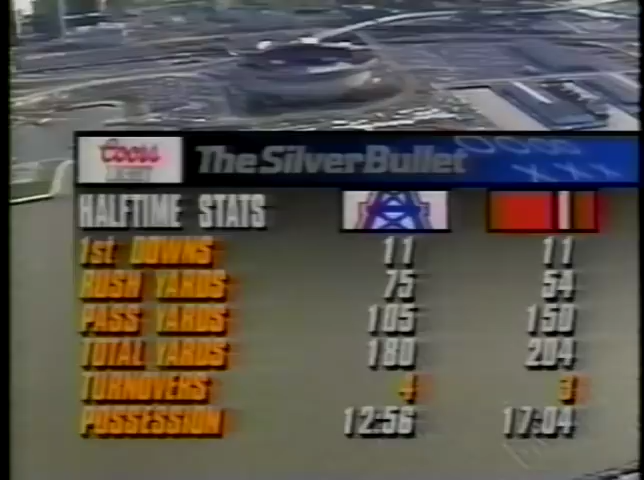 Coors
LIGHT
The Silver Bullet
HALFTIME STATS
1st DOWNS 11 11
RUSH YARDS 75 54
PASS YARDS 105 150
TOTAL YARDS 180 204
TURNOVERS 4 3
POSSESSION 12:56 17:04